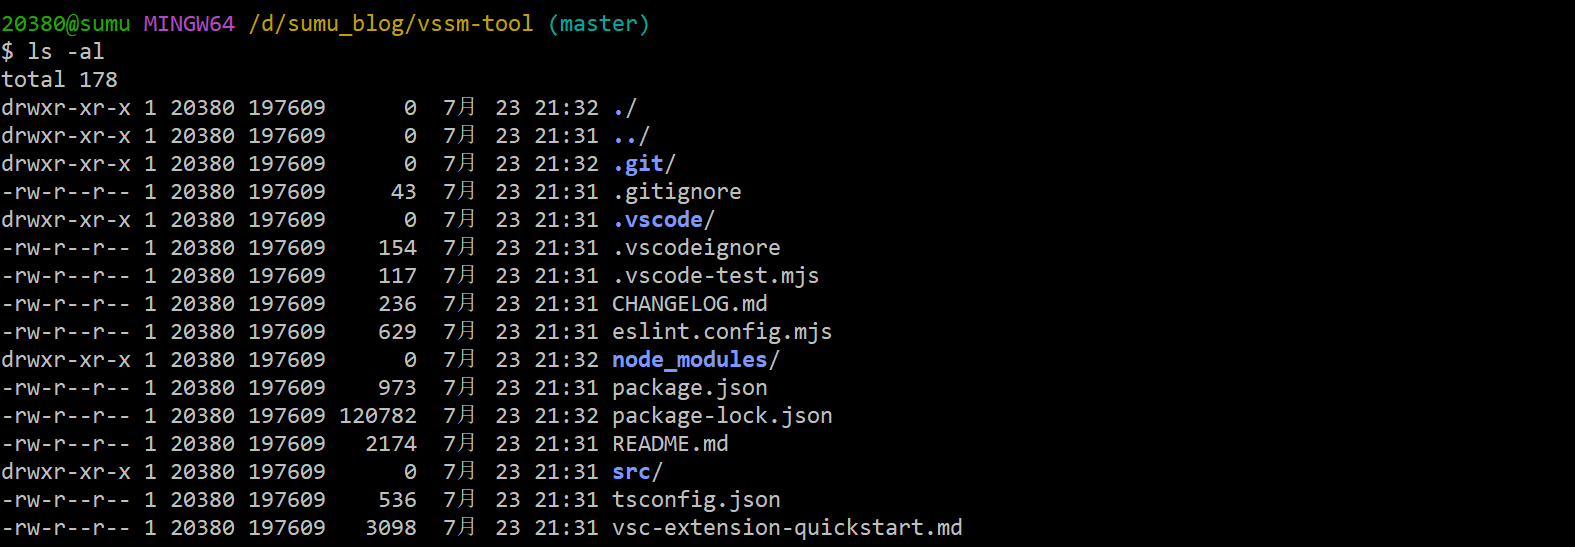 20380@sumu MINGW64 /d/sumu_blog/vssm-tool (master)
$ ls -al
total 178
drwxr-xr-x 1 20380 197609      0  7月  23 21:32 ./
drwxr-xr-x 1 20380 197609      0  7月  23 21:31 ../
drwxr-xr-x 1 20380 197609      0  7月  23 21:32 .git/
-rw-r--r-- 1 20380 197609     43  7月  23 21:31 .gitignore
drwxr-xr-x 1 20380 197609      0  7月  23 21:31 .vscode/
-rw-r--r-- 1 20380 197609    154  7月  23 21:31 .vscodeignore
-rw-r--r-- 1 20380 197609    117  7月  23 21:31 .vscode-test.mjs
-rw-r--r-- 1 20380 197609    236  7月  23 21:31 CHANGELOG.md
-rw-r--r-- 1 20380 197609    629  7月  23 21:31 eslint.config.mjs
drwxr-xr-x 1 20380 197609      0  7月  23 21:32 node_modules/
-rw-r--r-- 1 20380 197609    973  7月  23 21:31 package.json
-rw-r--r-- 1 20380 197609 120782  7月  23 21:32 package-lock.json
-rw-r--r-- 1 20380 197609   2174  7月  23 21:31 README.md
drwxr-xr-x 1 20380 197609      0  7月  23 21:31 src/
-rw-r--r-- 1 20380 197609    536  7月  23 21:31 tsconfig.json
-rw-r--r-- 1 20380 197609   3098  7月  23 21:31 vsc-extension-quickstart.md